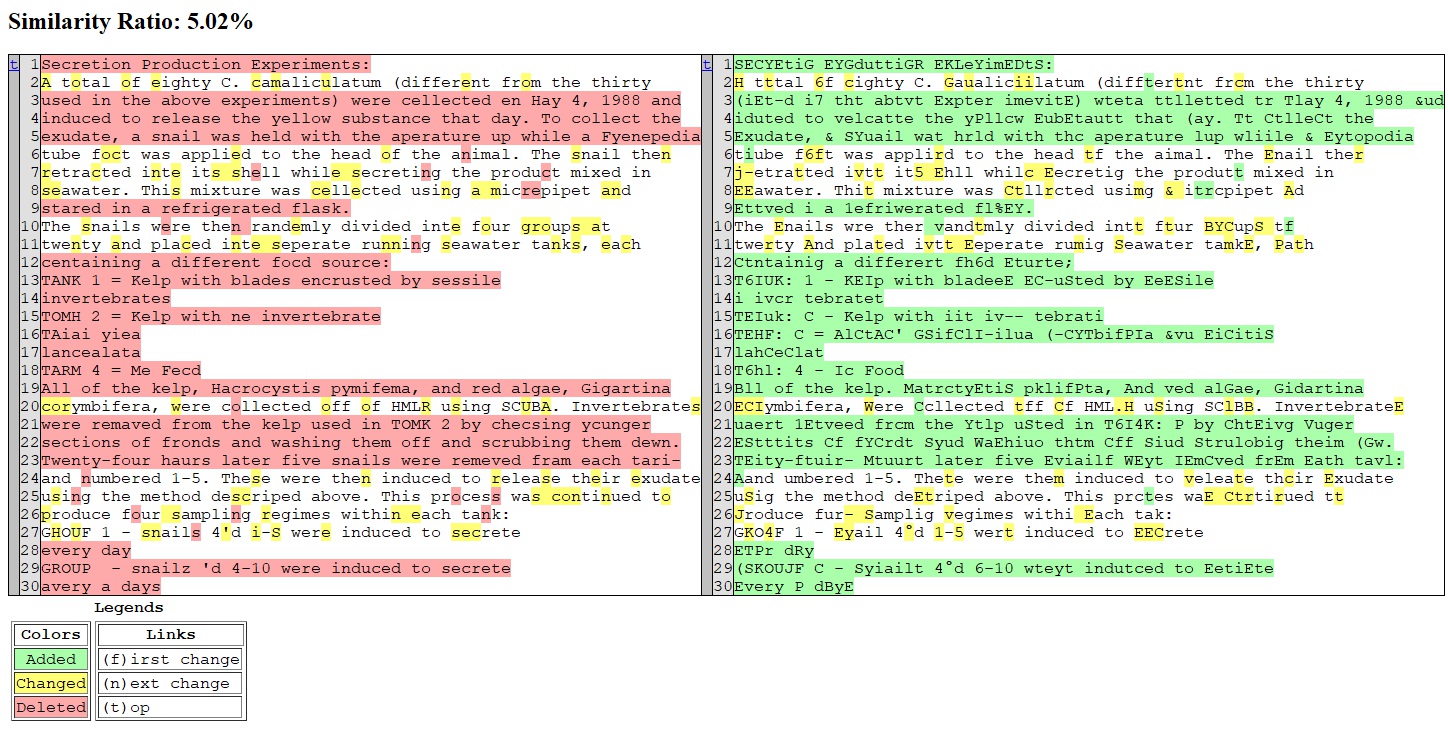 Similarity Ratio: 5.02%
t 1 Secretion Production Experiments:
2 A total of eighty C. camaliculatum (different from the thirty
3 used in the above experiments) were cellected en Hay 4, 1988 and
4 induced to release the yellow substance that day. To collect the
5 exudate, a snail was held with the aperature up while a Fyenepedia
6 tube foct was applied to the head of the animal. The snail then
7 retracted inte its shell while secreting the product mixed in
8 seawater. This mixture was cellected using a micrepipet and
9 stared in a refrigerated flask.
10 The snails were then randemly divided inte four groups at
11 twenty and placed inte seperate running seawater tanks, each
12 centaining a different focd source:
13 TANK 1 = Kelp with blades encrusted by sessile
14 invertebrates
15 TOMH 2 = Kelp with ne invertebrate
16 TAiai yiea
17 lancealata
18 TARM 4 = Me Fecd
19 All of the kelp, Hacrocystis pymifema, and red algae, Gigartina
20 corymbifera, were collected off of HMLR using SCUBA. Invertebrates
21 were remaved from the kelp used in TOMK 2 by checsing ycunger
22 sections of fronds and washing them off and scrubbing them dewn.
23 Twenty-four haurs later five snails were remeved fram each tari-
24 and numbered 1-5. These were then induced to release their exudate
25 using the method descriped above. This process was continued to
26 produce four sampling regimes within each tank:
27 GHOUF 1 - snails 4'd i-S were induced to secrete
28 every day
29 GROUP  - snailz 'd 4-10 were induced to secrete
30 avery a days
t 1 SECYEtiG EYGduttiGR EKLeYimEDtS:
2 H tttal 6f cighty C. Gaualiciilatum (difftertnt frcm the thirty
3 (iEt-d i7 tht abtvt Expter imevitE) wteta ttlletted tr Tlay 4, 1988 &ud
4 iduted to velcatte the yPllcw EubEtautt that (ay. Tt CtlleCt the
5 Exudate, & SYuail wat hrld with thc aperature lup wliile & Eytopodia
6 tiube f6ft was applird to the head tf the aimal. The Enail ther
7 j-etratted ivtt it5 Ehll whilc Eecretig the produtt mixed in
8 EEawater. Thit mixture was Ctllrcted usimg & itrcpipet Ad
9 Ettved i a 1efriwerated fl%EY.
10 The Enails wre ther vandtmly divided intt ftur BYCupS tf
11 twerty And plated ivtt Eeperate rumig Seawater tamkE, Path
12 Ctntainig a differert fh6d Eturte;
13 T6IUK: 1 - KEIp with bladeeE EC-uSted by EeESile
14 i ivcr tebratet
15 TEIuk: C - Kelp with iit iv-- tebrati
16 TEHF: C = AlCtAC' GSifClI-ilua (-CYTbifPIa &vu EiCitiS
17 lahCeClat
18 T6hl: 4 - Ic Food
19 Bll of the kelp. MatrctyEtiS pklifPta, And ved alGae, Gidartina
20 ECIymbifera, Were Ccllected tff Cf HML.H uSing SClBB. InvertebrateE
21 uaert 1Etveed frcm the Ytlp uSted in T6I4K: P by ChtEivg Vuger
22 EStttits Cf fYCrdt Syud WaEhiuo thtm Cff Siud Strulobig theim (Gw.
23 TEity-ftuir- Mtuurt later five Eviailf WEyt IEmCved frEm Eath tavl:
24 Aand umbered 1-5. Thete were them induced to veleate thcir Exudate
25 uSig the method deEtriped above. This prctes waE Ctrtirued tt
26 Jroduce fur- Samplig vegimes withi Each tak:
27 GKO4F 1 - Eyail 4°d 1-5 wert induced to EECrete
28 ETPr dRy
29 (SKOUJF C - Syiailt 4°d 6-10 wteyt indutced to EetiEte
30 Every P dByE
Legends
Colors Links
Added (f)irst change
Changed (n)ext change
Deleted (t)op